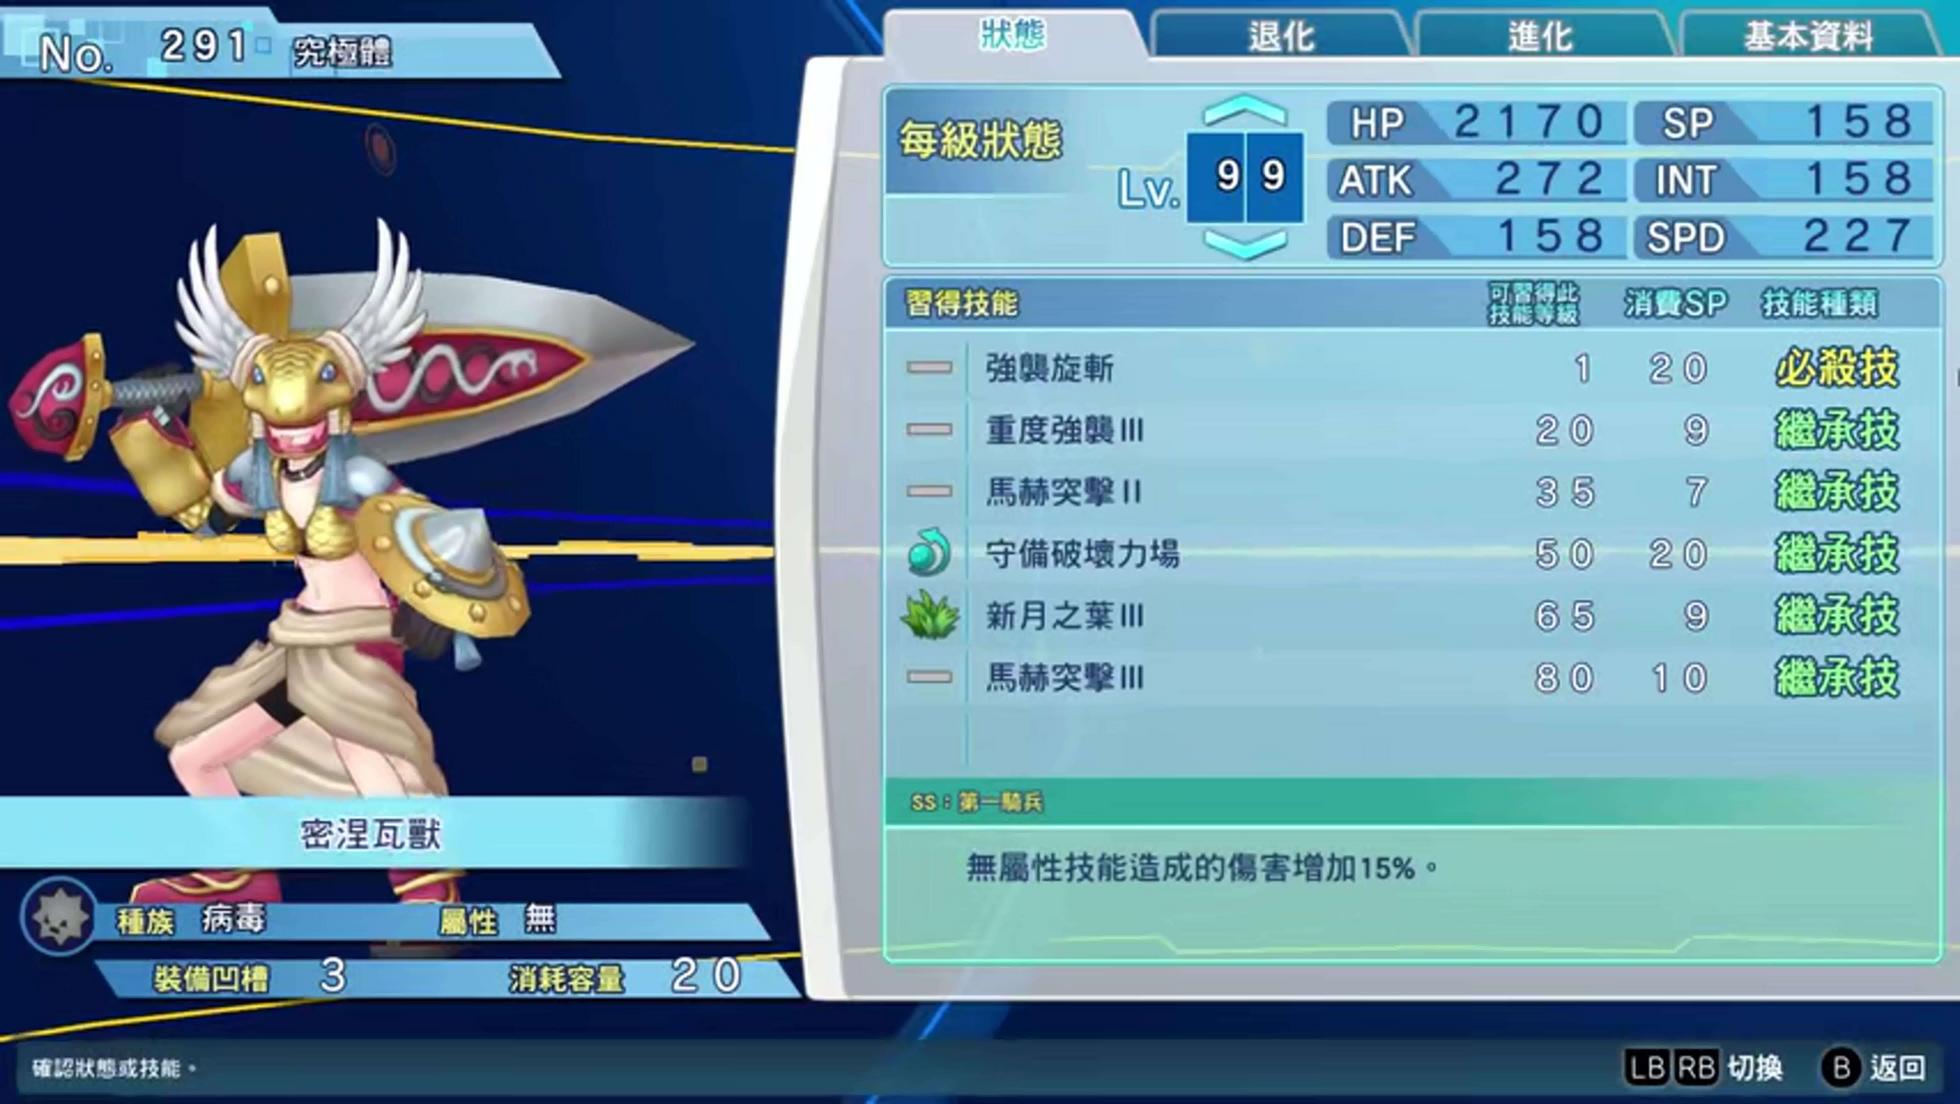 No. 291 究極體
狀態 退化 進化 基本資料
每級狀態
Lv. 99
HP 2170 SP 158
ATK 272 INT 158
DEF 158 SPD 227
習得技能 可習得此技能等級 消費SP 技能種類
強襲旋斬 1 20 必殺技
重度強襲III 20 9 繼承技
馬赫突擊II 35 7 繼承技
守備破壞力場 50 20 繼承技
新月之葉III 65 9 繼承技
馬赫突擊III 80 10 繼承技
SS：第一騎兵
無屬性技能造成的傷害增加15%。
密涅瓦獸
種族 病毒 屬性 無
裝備凹槽 3 消耗容量 20
確認狀態或技能。
LB RB 切換 B 返回